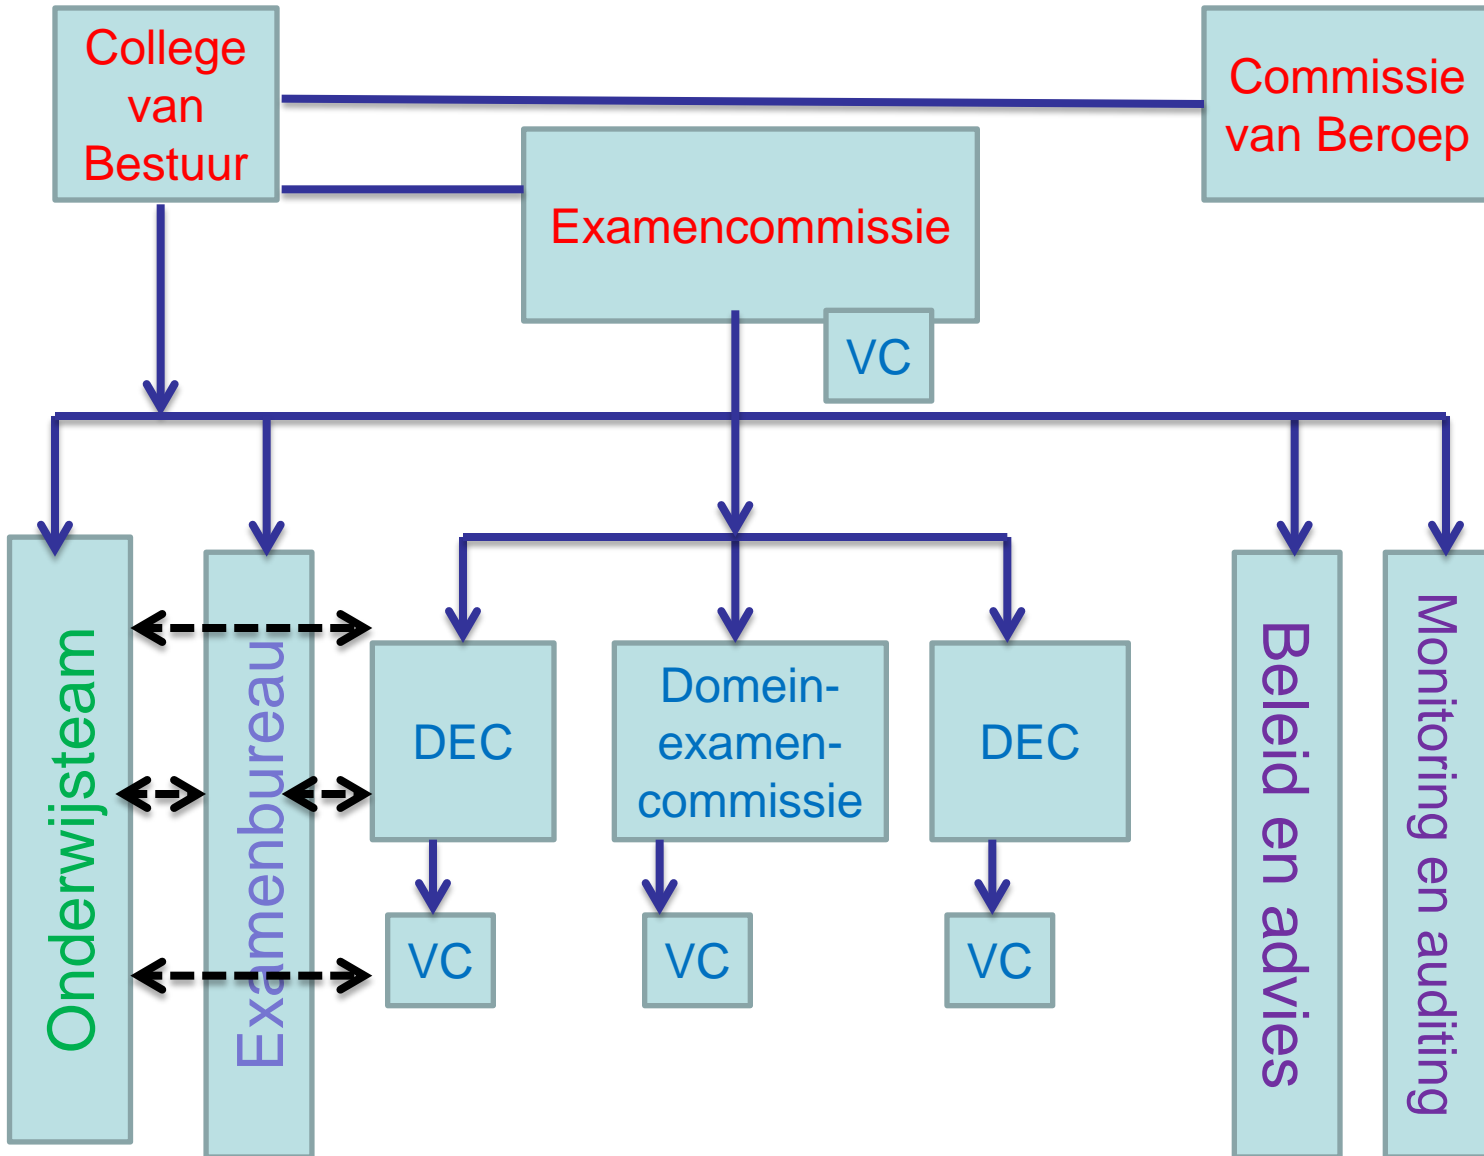 College
van
Bestuur
Commissie
van Beroep
Examencommissie
VC
Onderwijsteam
Examenbureau
DEC
Domein-
examen-
commissie
DEC
VC
VC
VC
Beleid en advies
Monitoring en auditing